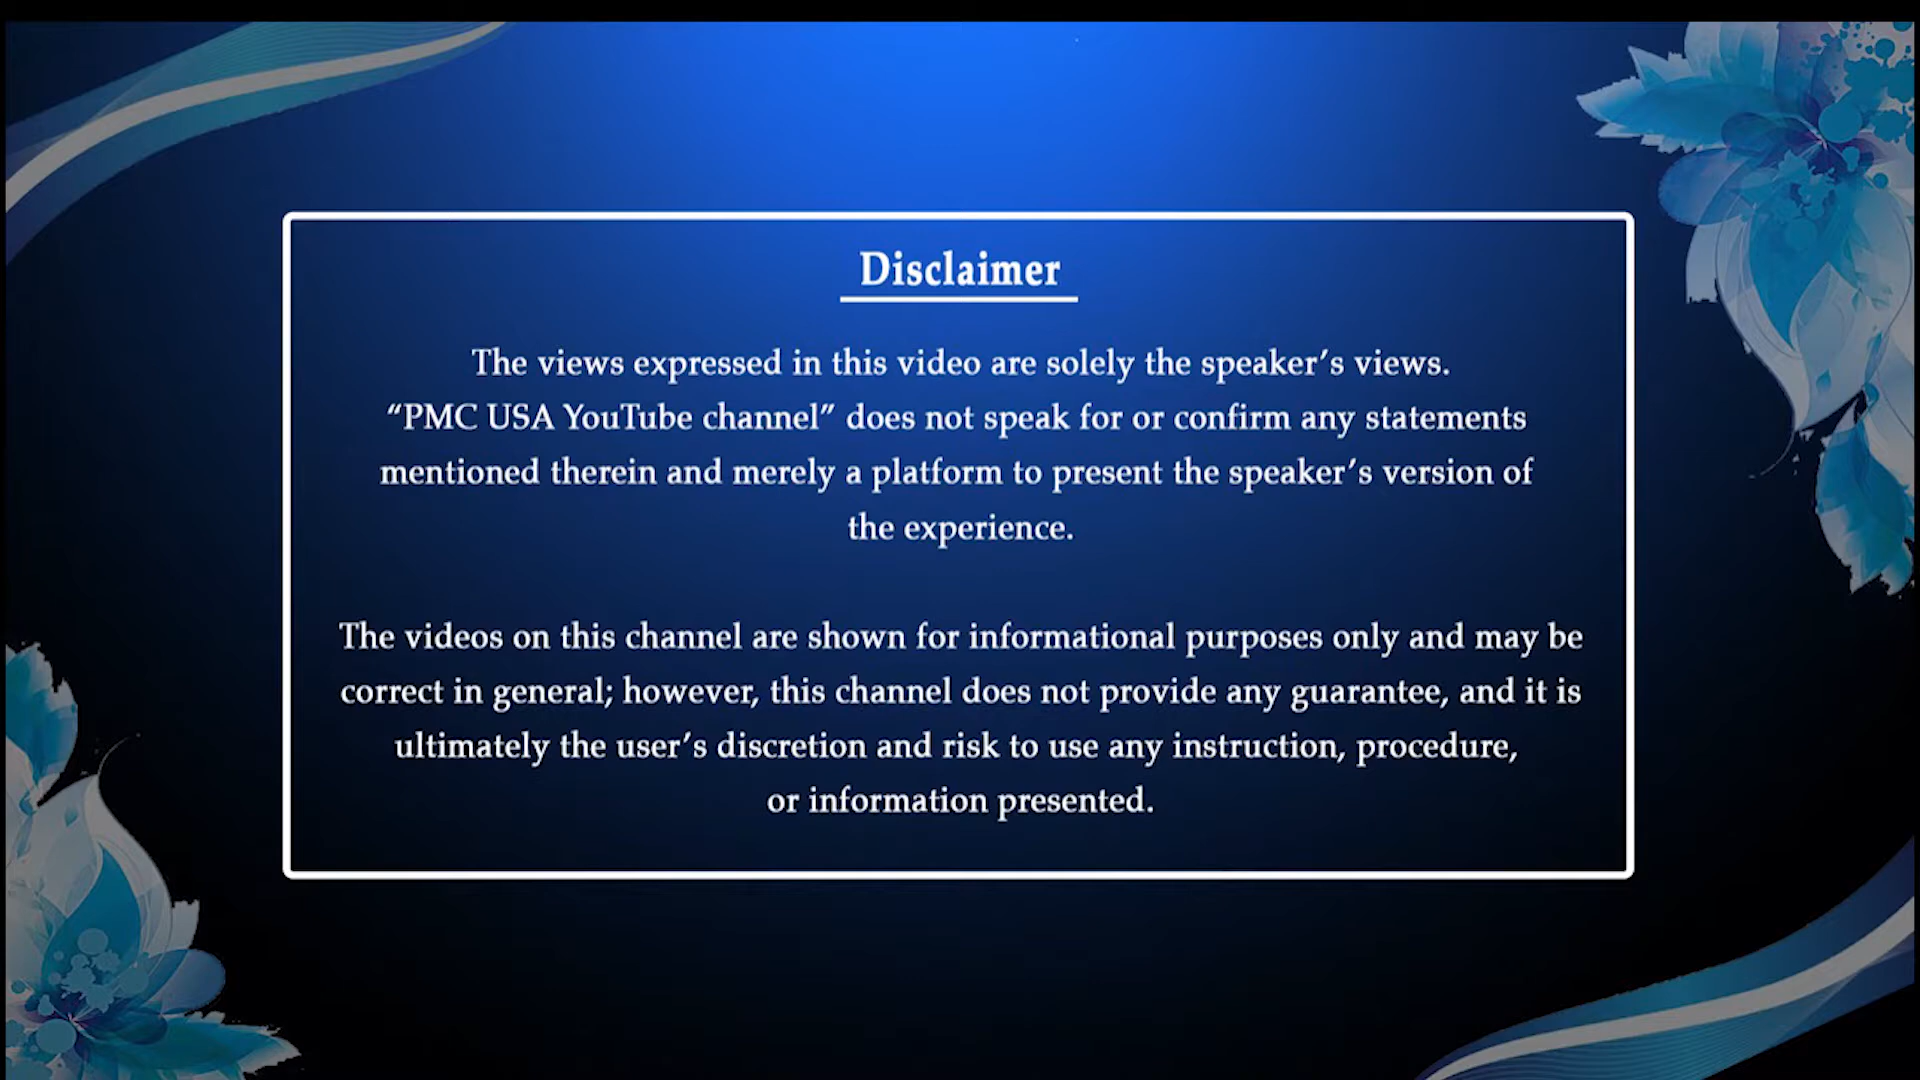 Disclaimer
The views expressed in this video are solely the speaker’s views.
“PMC USA YouTube channel” does not speak for or confirm any statements
mentioned therein and merely a platform to present the speaker’s version of
the experience.
The videos on this channel are shown for informational purposes only and may be
correct in general; however, this channel does not provide any guarantee, and it is
ultimately the user’s discretion and risk to use any instruction, procedure,
or information presented.